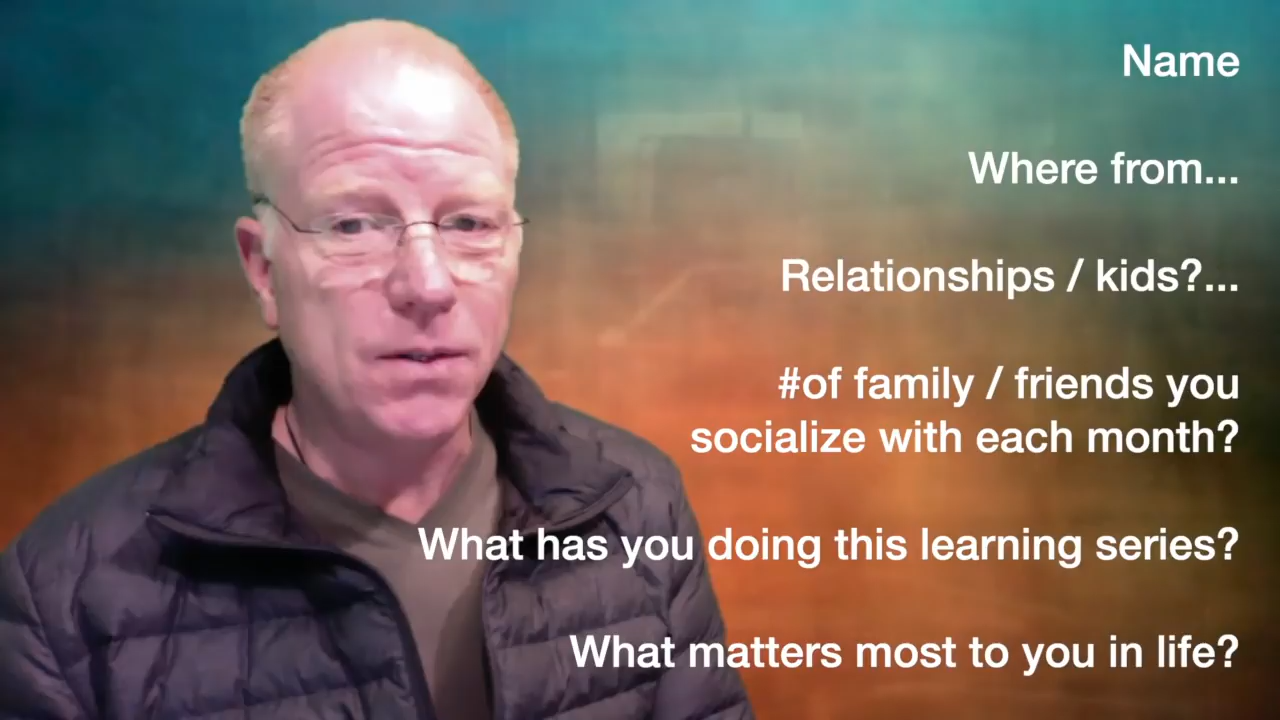 Name
Where from...
Relationships / kids?...
#of family / friends you
socialize with each month?
What has you doing this learning series?
What matters most to you in life?